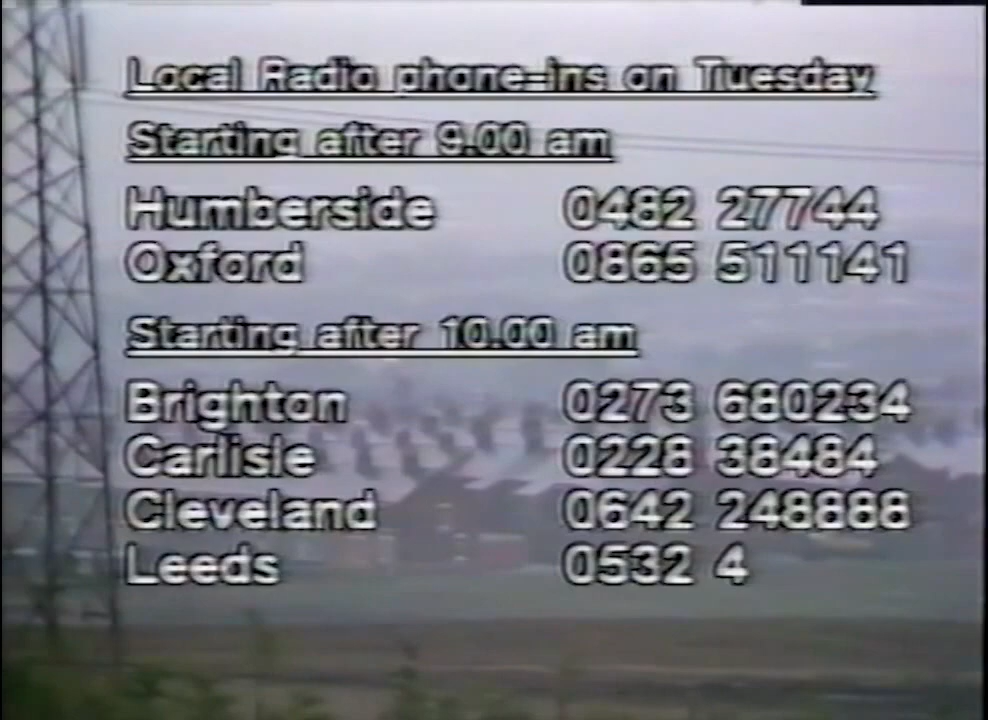 Local Radio phone-ins on Tuesday
Starting after 9.00 am
Humberside 0482 27744
Oxford 0865 511141
Starting after 10.00 am
Brighton 0273 680234
Carlisle 0228 38484
Cleveland 0642 248888
Leeds 0532 4